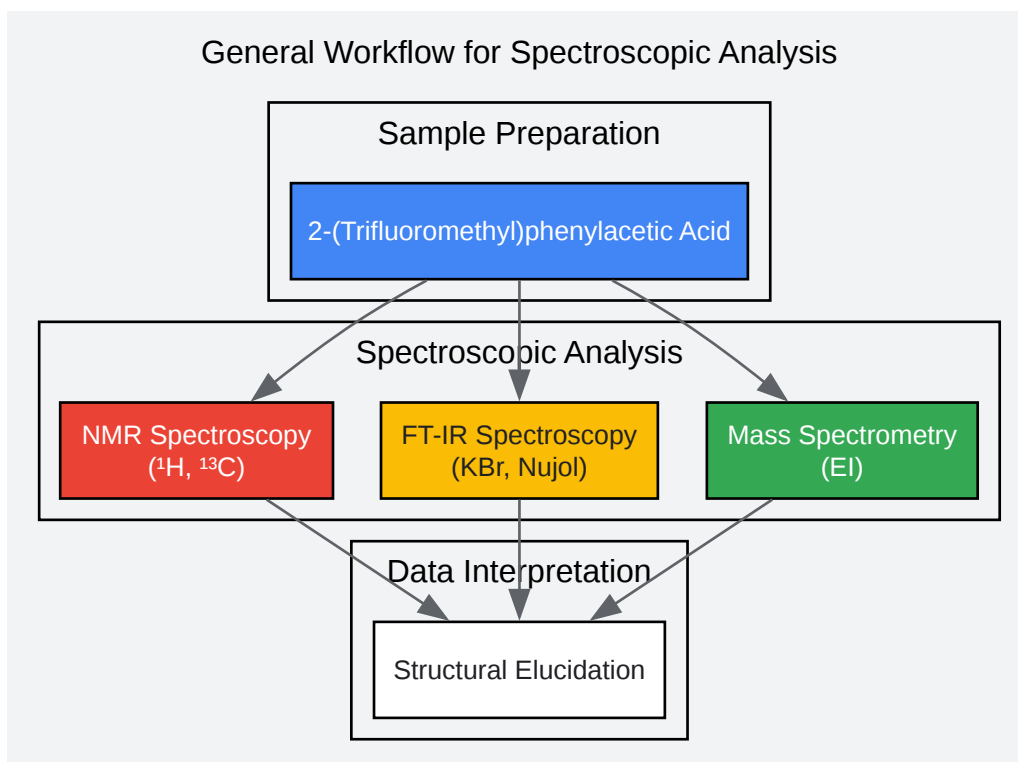 General Workflow for Spectroscopic Analysis
Sample Preparation
2-(Trifluoromethyl)phenylacetic Acid
Spectroscopic Analysis
NMR Spectroscopy
(¹H, ¹³C)
FT-IR Spectroscopy
(KBr, Nujol)
Mass Spectrometry
(EI)
Data Interpretation
Structural Elucidation